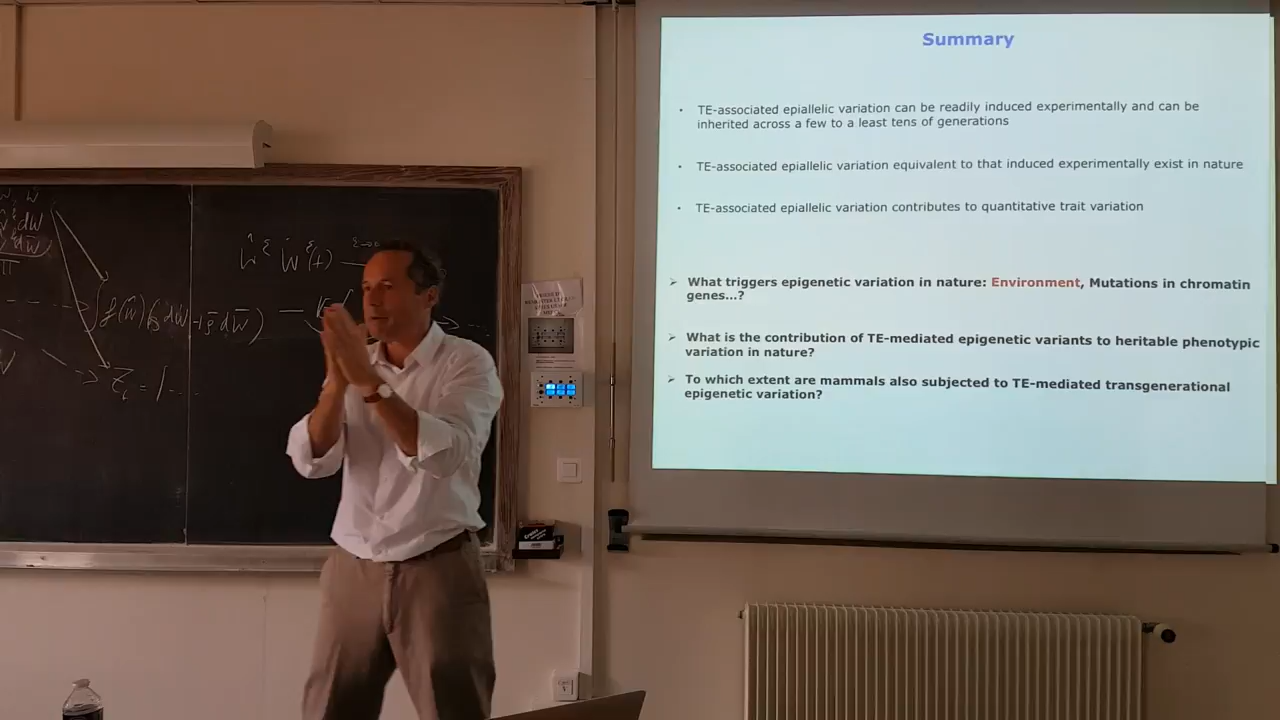 Summary
• TE-associated epiallelic variation can be readily induced experimentally and can be
inherited across a few to a least tens of generations
• TE-associated epiallelic variation equivalent to that induced experimentally exist in nature
• TE-associated epiallelic variation contributes to quantitative trait variation
➢ What triggers epigenetic variation in nature: Environment, Mutations in chromatin
genes...?
➢ What is the contribution of TE-mediated epigenetic variants to heritable phenotypic
variation in nature?
➢ To which extent are mammals also subjected to TE-mediated transgenerational
epigenetic variation?